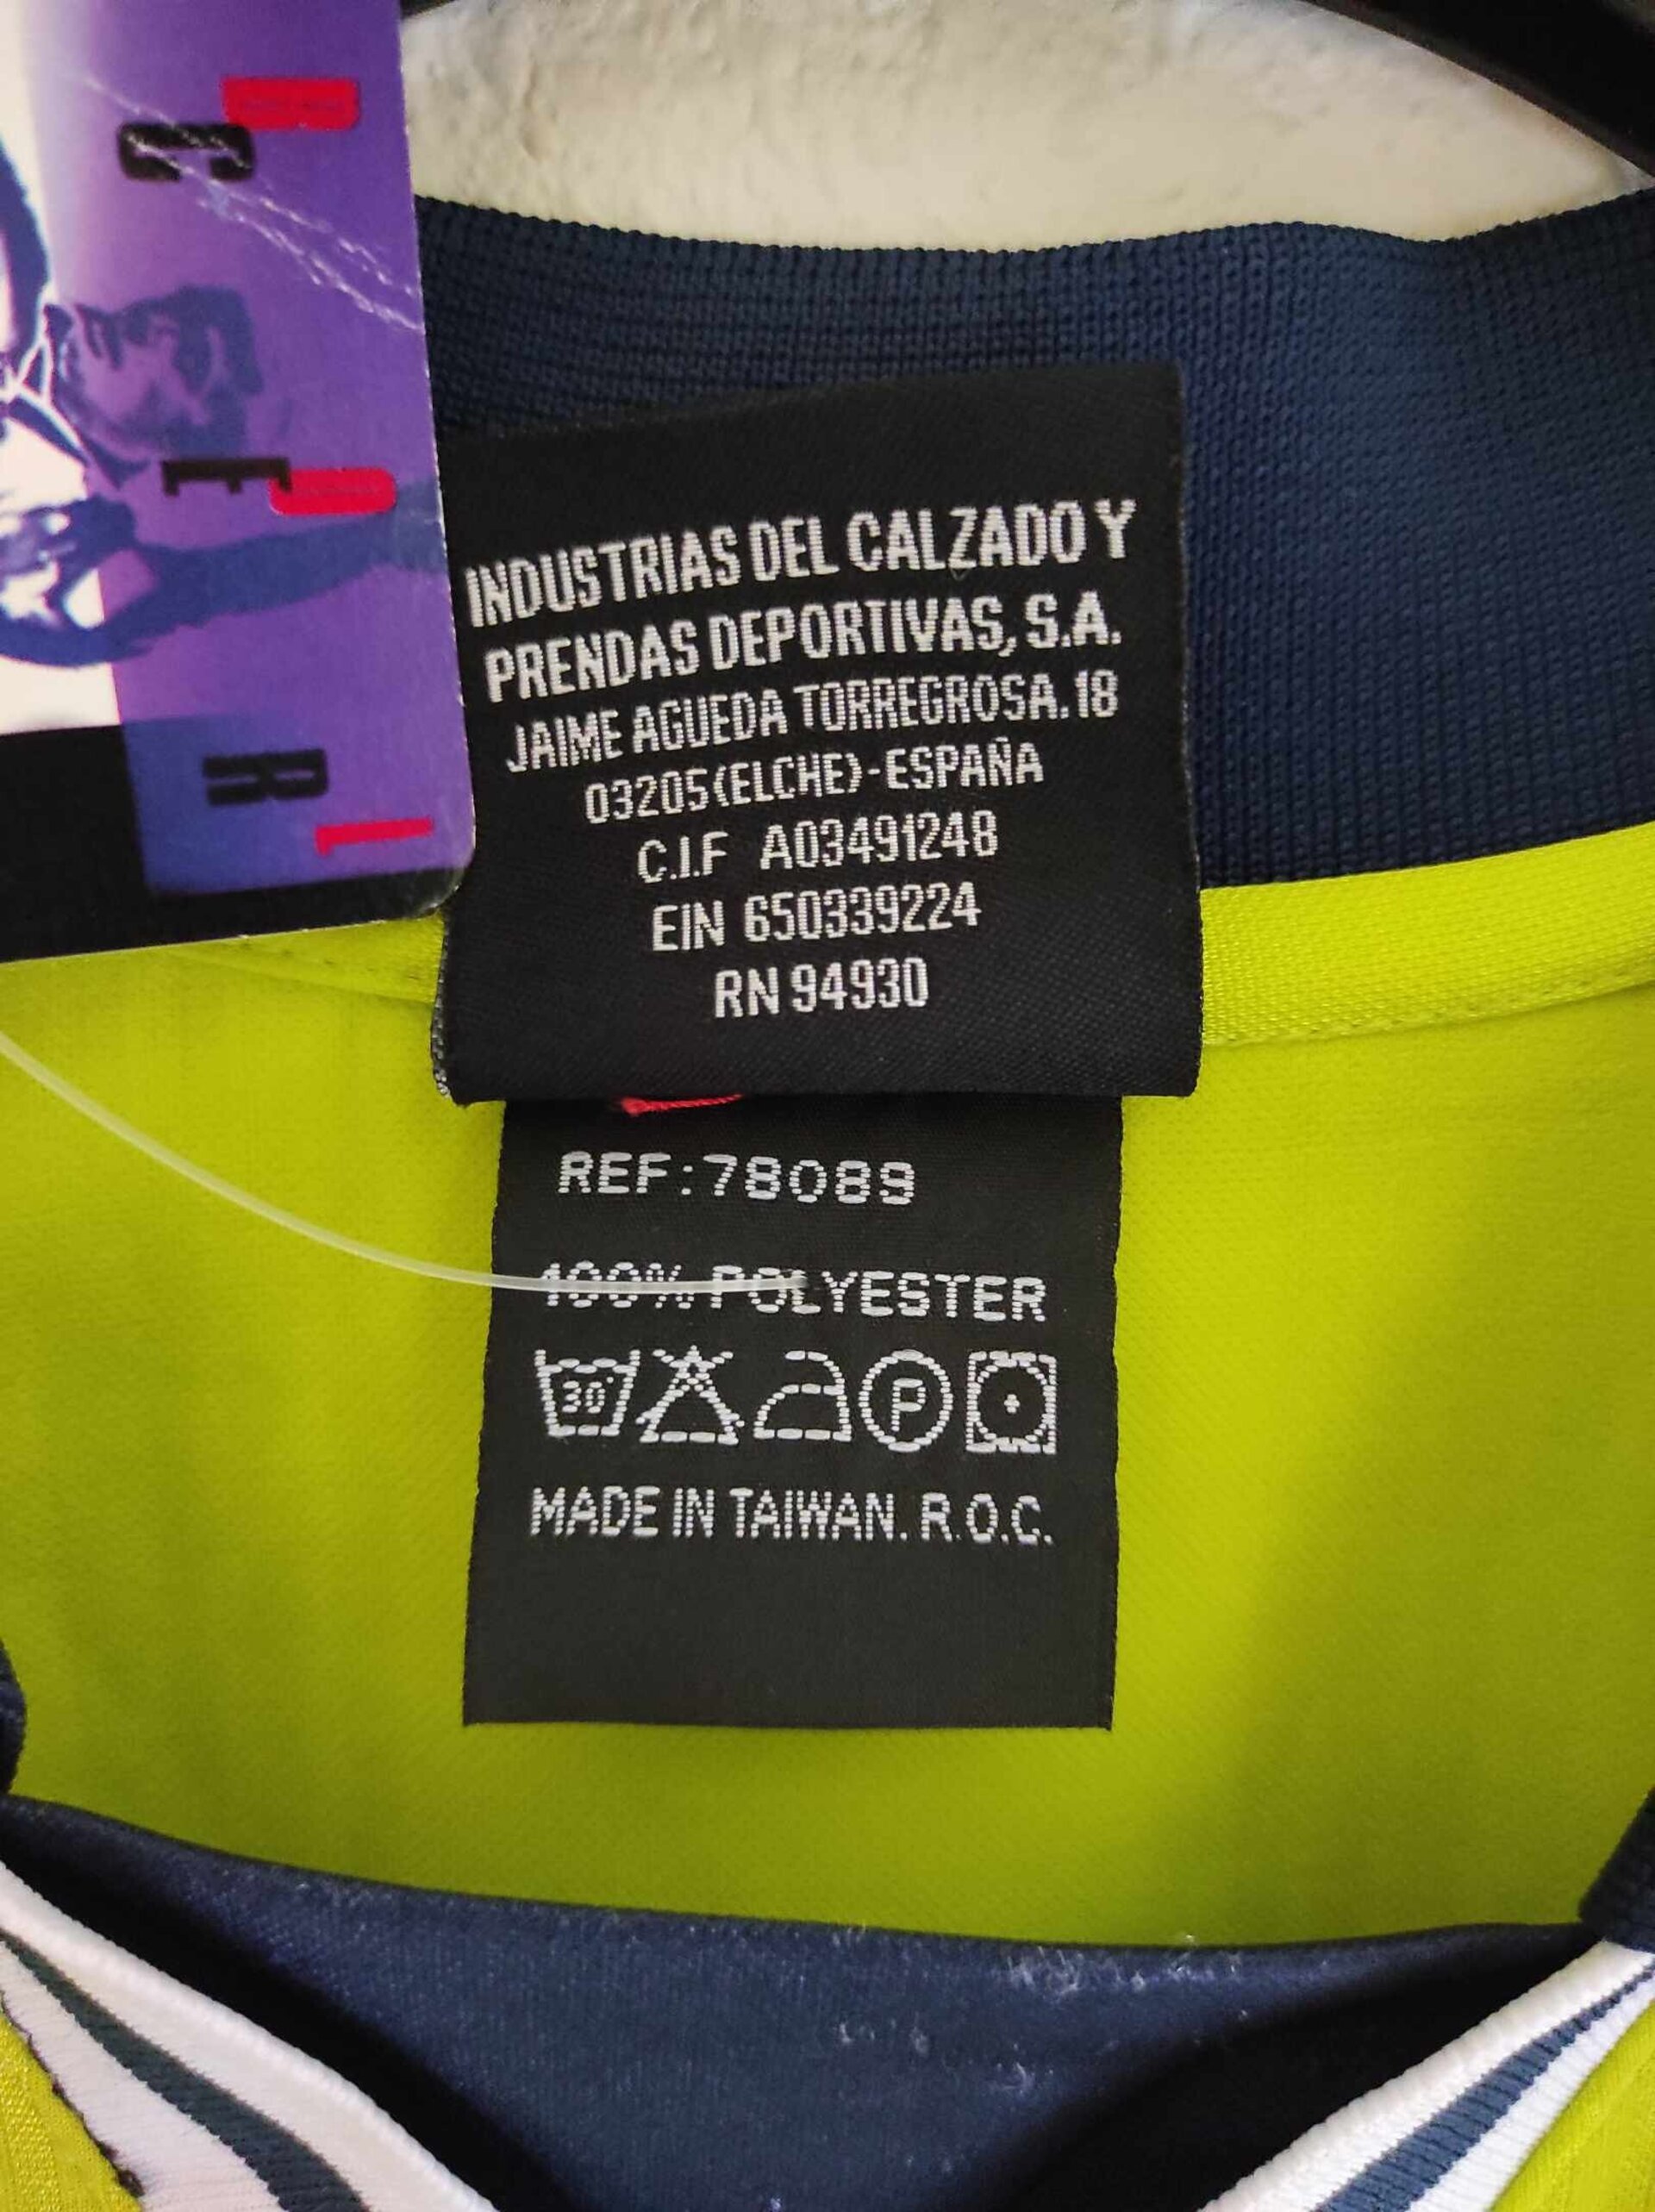 INDUSTRIAS DEL CALZADO Y
PRENDAS DEPORTIVAS, S.A.
JAIME AGUEDA TORREGROSA. 18
03205 (ELCHE)-ESPAÑA
C.I.F A03491248
EIN 650339224
RN 94930
REF:78089
100% POLYESTER
30°
P
MADE IN TAIWAN. R.O.C.